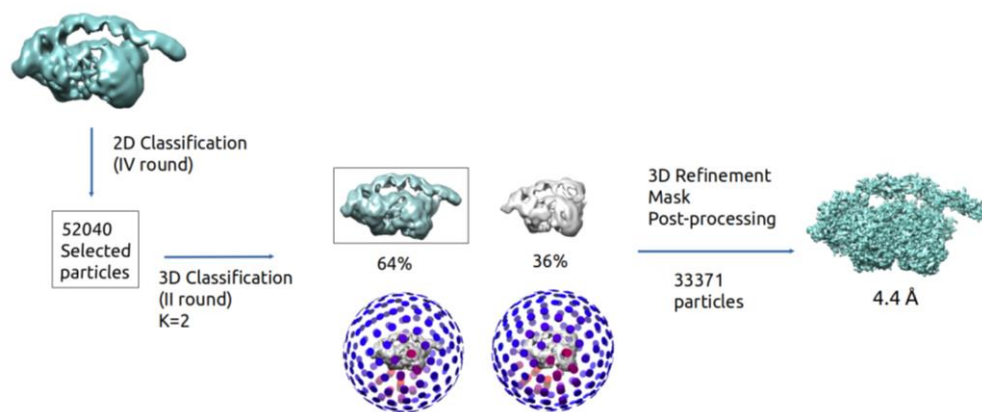 2D Classification
(IV round)
52040
Selected
particles
3D Classification
(II round)
K=2
64%
36%
3D Refinement
Mask
Post-processing
33371
particles
4.4 Å